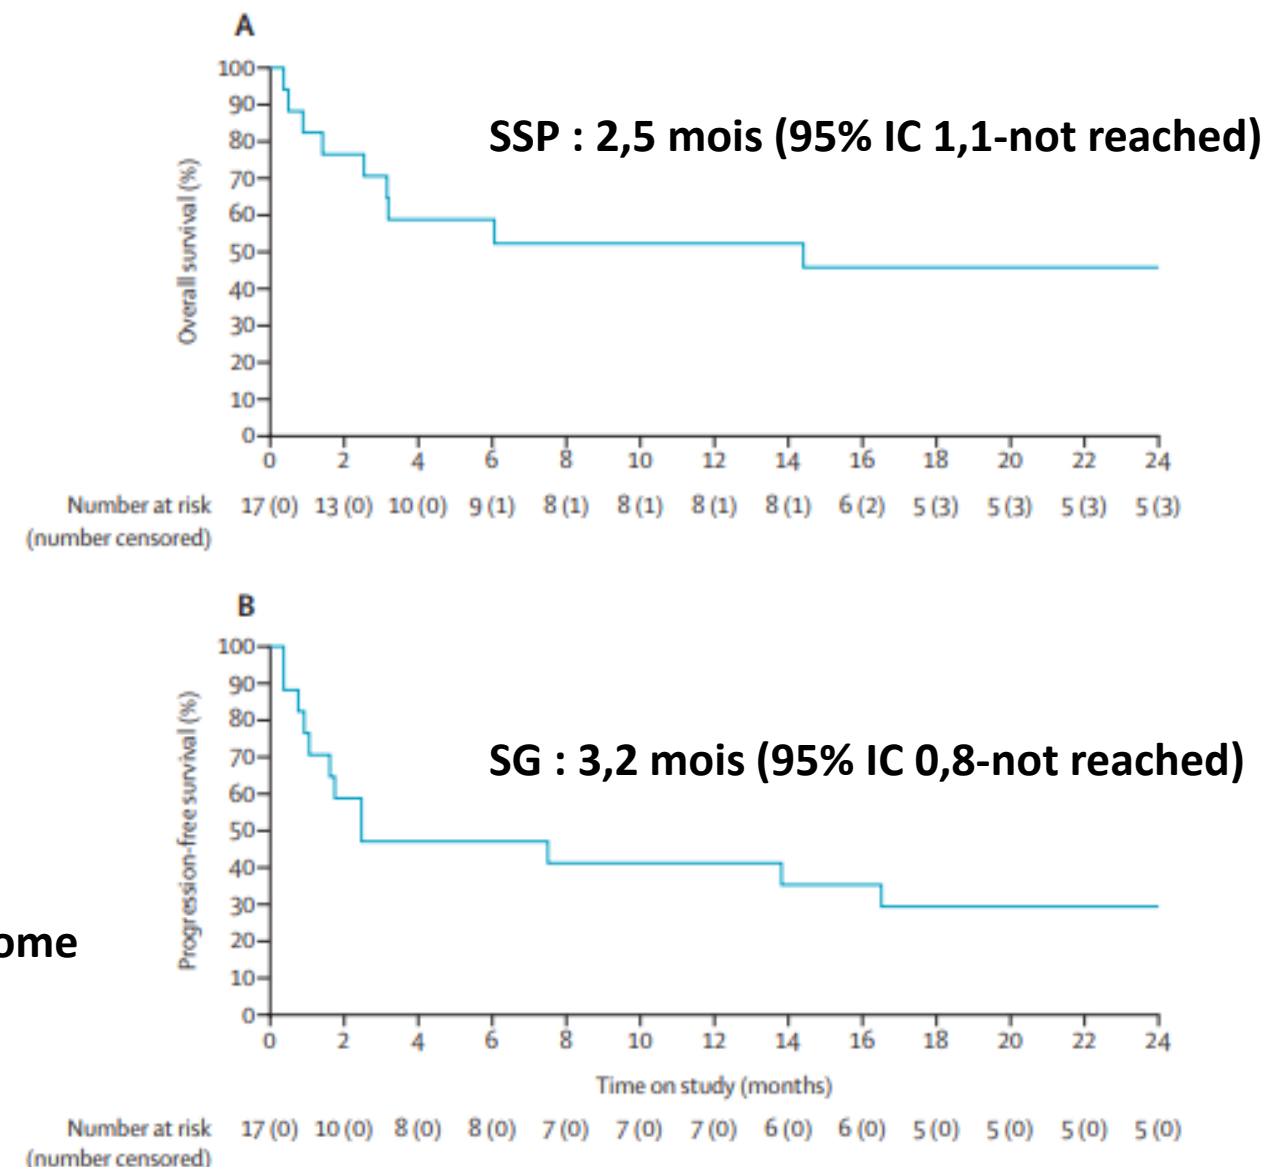 A
100
90
80
70
60
50
40
30
20
10
0
Overall survival (%)
SSP : 2,5 mois (95% IC 1,1-not reached)
0 2 4 6 8 10 12 14 16 18 20 22 24
Number at risk 17 (0) 13 (0) 10 (0) 9 (1) 8 (1) 8 (1) 8 (1) 8 (1) 6 (2) 5 (3) 5 (3) 5 (3) 5 (3)
(number censored)
B
100
90
80
70
60
50
40
30
20
10
0
Progression-free survival (%)
SG : 3,2 mois (95% IC 0,8-not reached)
ome
0 2 4 6 8 10 12 14 16 18 20 22 24
Time on study (months)
Number at risk 17 (0) 10 (0) 8 (0) 8 (0) 7 (0) 7 (0) 7 (0) 6 (0) 6 (0) 5 (0) 5 (0) 5 (0) 5 (0)
(number censored)